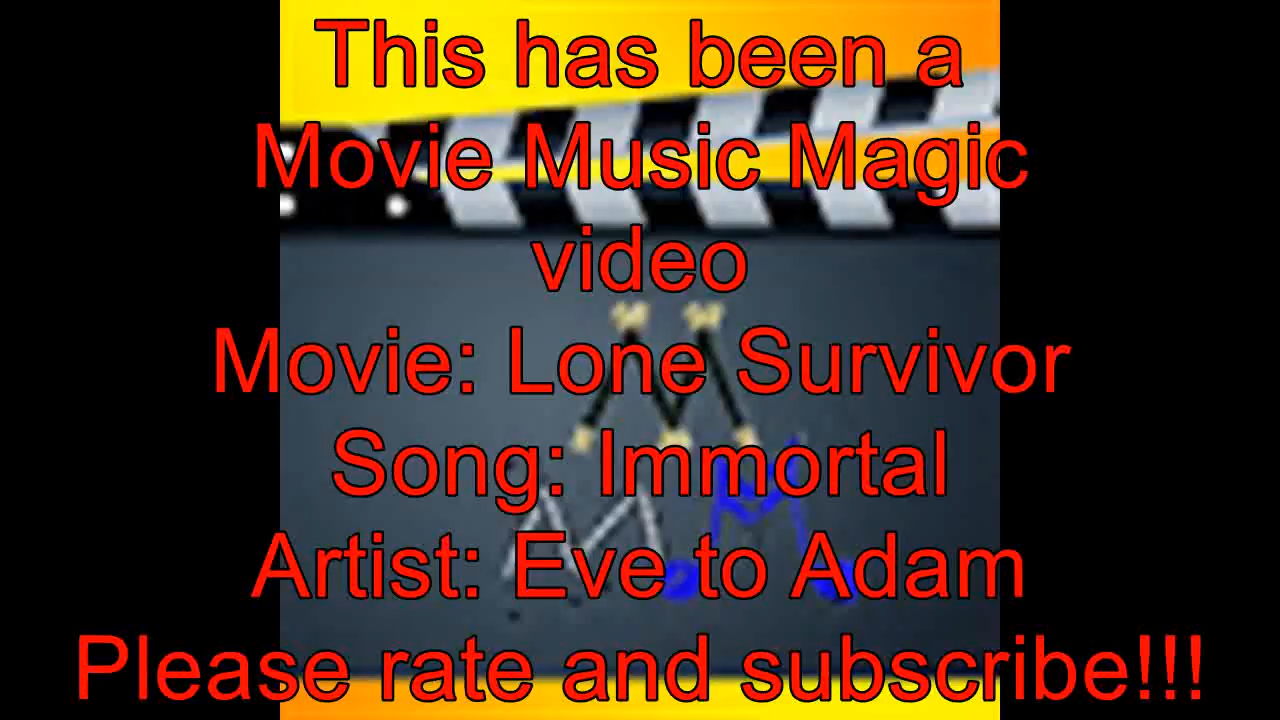 This has been a
Movie Music Magic
video
Movie: Lone Survivor
Song: Immortal
Artist: Eve to Adam
Please rate and subscribe!!!
M
M.M.